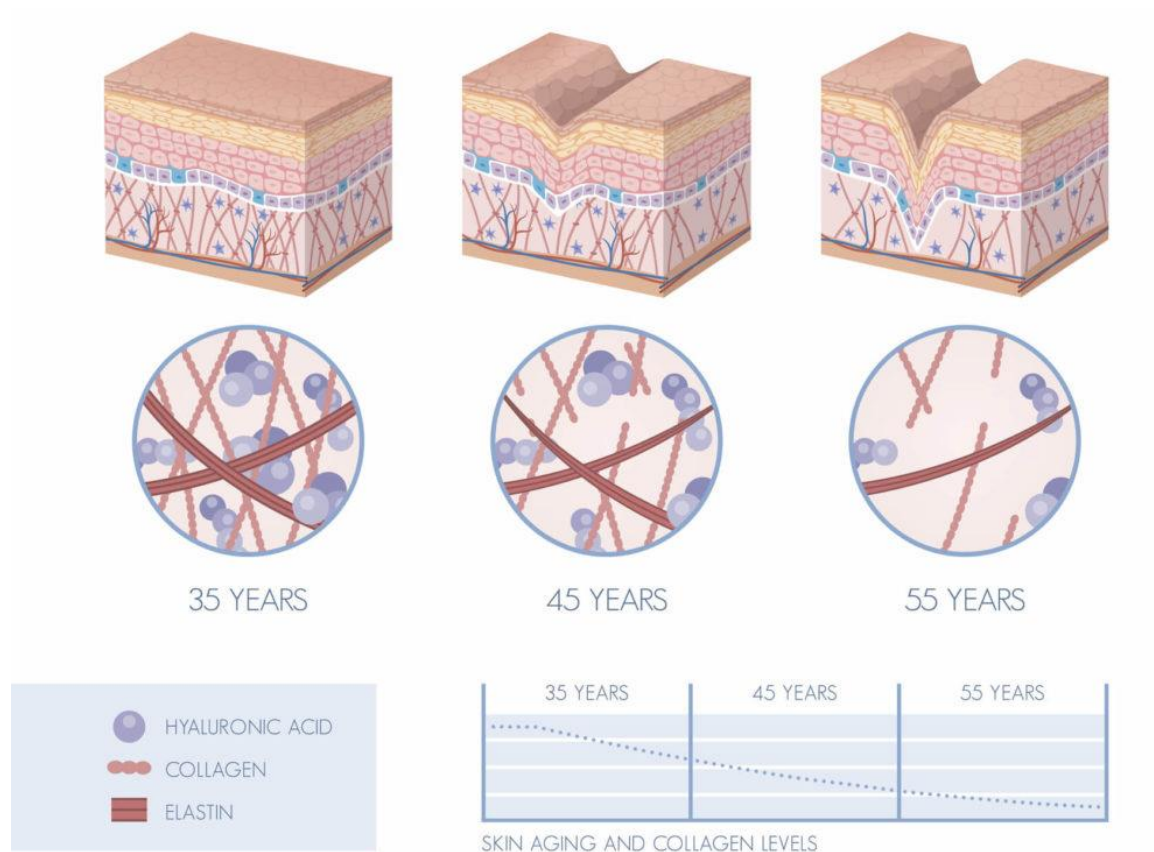 35 YEARS
45 YEARS
55 YEARS
HYALURONIC ACID
COLLAGEN
ELASTIN
35 YEARS
45 YEARS
55 YEARS
SKIN AGING AND COLLAGEN LEVELS